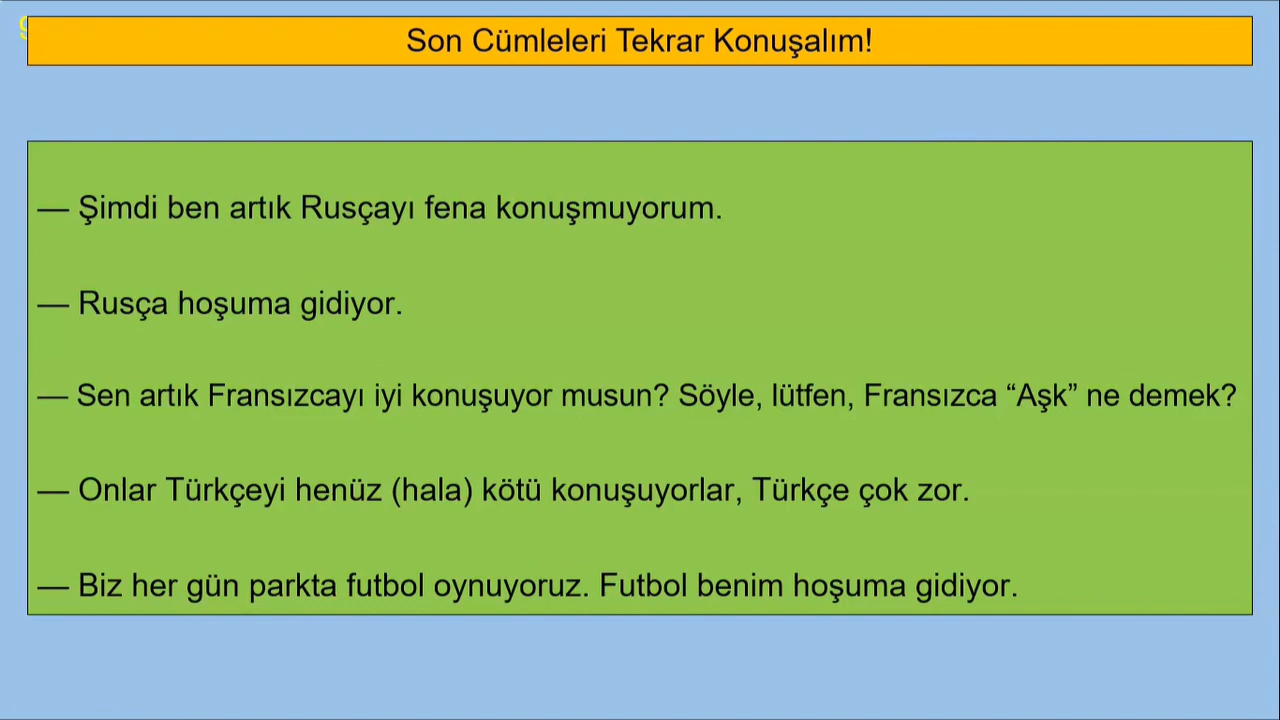 Son Cümleleri Tekrar Konuşalım!
— Şimdi ben artık Rusçayı fena konuşmuyorum.
— Rusça hoşuma gidiyor.
— Sen artık Fransızcayı iyi konuşuyor musun? Söyle, lütfen, Fransızca “Aşk” ne demek?
— Onlar Türkçeyi henüz (hala) kötü konuşuyorlar, Türkçe çok zor.
— Biz her gün parkta futbol oynuyoruz. Futbol benim hoşuma gidiyor.